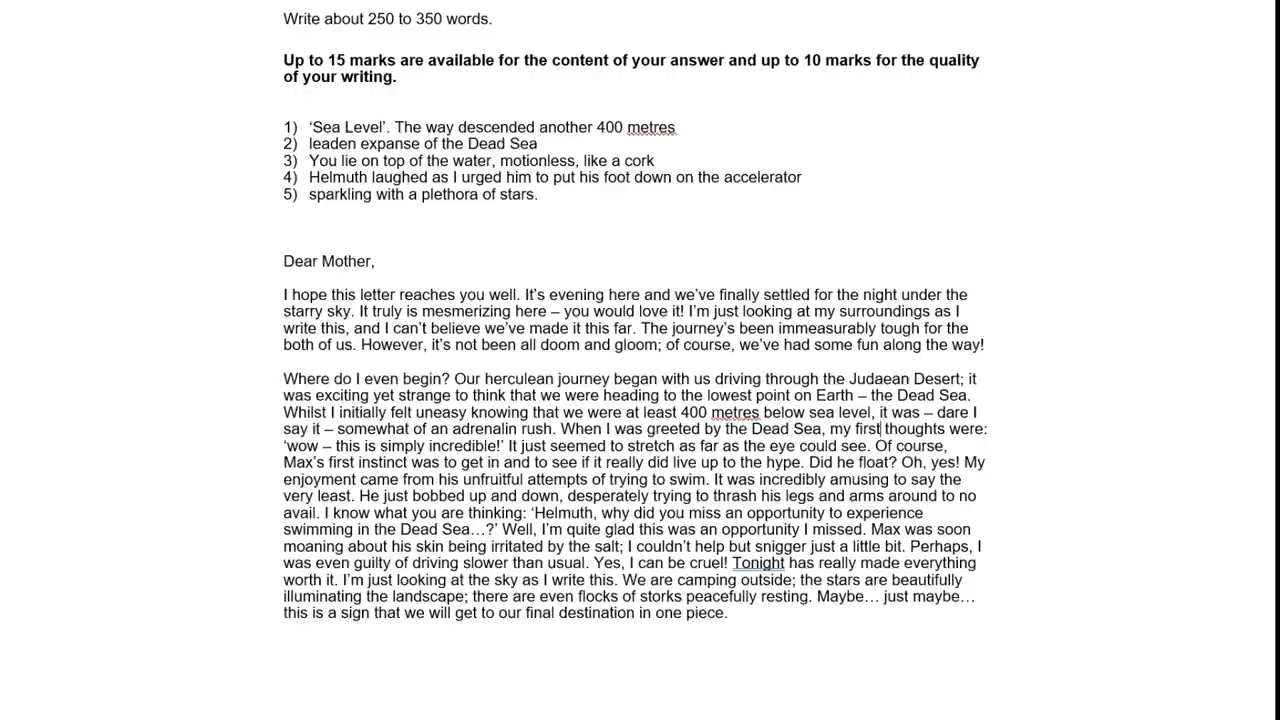 Write about 250 to 350 words.
Up to 15 marks are available for the content of your answer and up to 10 marks for the quality
of your writing.
1) ‘Sea Level’. The way descended another 400 metres
2) leaden expanse of the Dead Sea
3) You lie on top of the water, motionless, like a cork
4) Helmuth laughed as I urged him to put his foot down on the accelerator
5) sparkling with a plethora of stars.
Dear Mother,
I hope this letter reaches you well. It’s evening here and we’ve finally settled for the night under the
starry sky. It truly is mesmerizing here – you would love it! I’m just looking at my surroundings as I
write this, and I can’t believe we’ve made it this far. The journey’s been immeasurably tough for the
both of us. However, it’s not been all doom and gloom; of course, we’ve had some fun along the way!
Where do I even begin? Our herculean journey began with us driving through the Judaean Desert; it
was exciting yet strange to think that we were heading to the lowest point on Earth – the Dead Sea.
Whilst I initially felt uneasy knowing that we were at least 400 metres below sea level, it was – dare I
say it – somewhat of an adrenalin rush. When I was greeted by the Dead Sea, my first thoughts were:
‘wow – this is simply incredible!’ It just seemed to stretch as far as the eye could see. Of course,
Max’s first instinct was to get in and to see if it really did live up to the hype. Did he float? Oh, yes! My
enjoyment came from his unfruitful attempts of trying to swim. It was incredibly amusing to say the
very least. He just bobbed up and down, desperately trying to thrash his legs and arms around to no
avail. I know what you are thinking: ‘Helmuth, why did you miss an opportunity to experience
swimming in the Dead Sea…?’ Well, I’m quite glad this was an opportunity I missed. Max was soon
moaning about his skin being irritated by the salt; I couldn’t help but snigger just a little bit. Perhaps, I
was even guilty of driving slower than usual. Yes, I can be cruel! Tonight has really made everything
worth it. I’m just looking at the sky as I write this. We are camping outside; the stars are beautifully
illuminating the landscape; there are even flocks of storks peacefully resting. Maybe… just maybe…
this is a sign that we will get to our final destination in one piece.